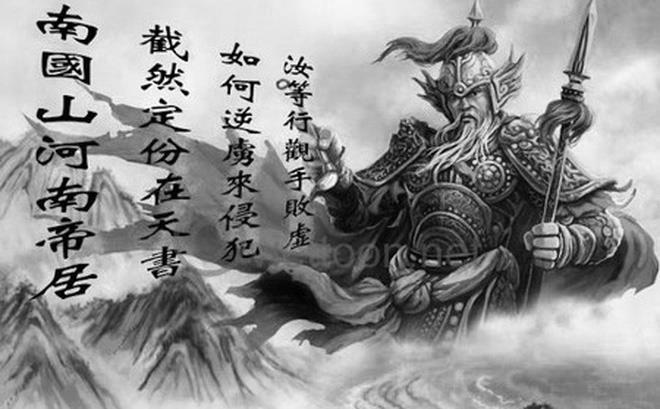 南國山河南帝居
截然定份在天書
如何逆虜來侵犯
汝等行觀手敗虛